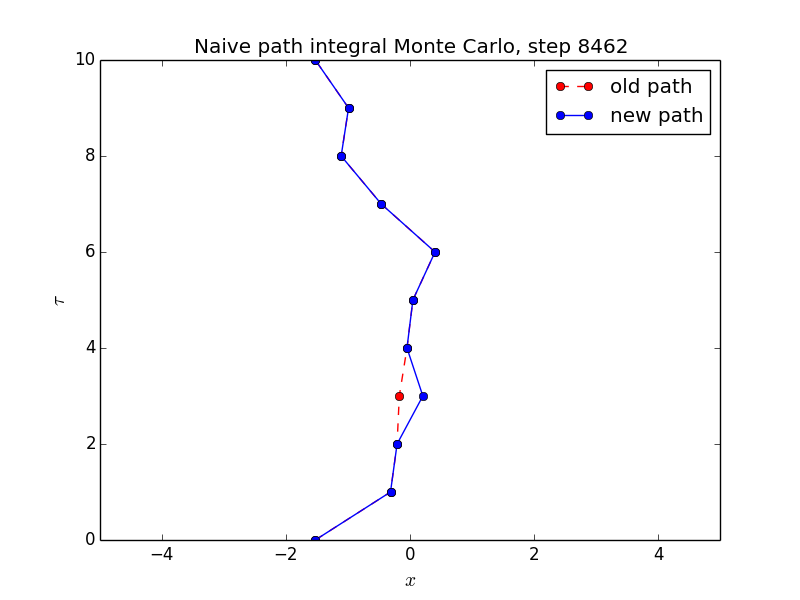 Naive path integral Monte Carlo, step 8462
old path
new path
10
8
6
4
2
0
τ
−4 −2 0 2 4
x